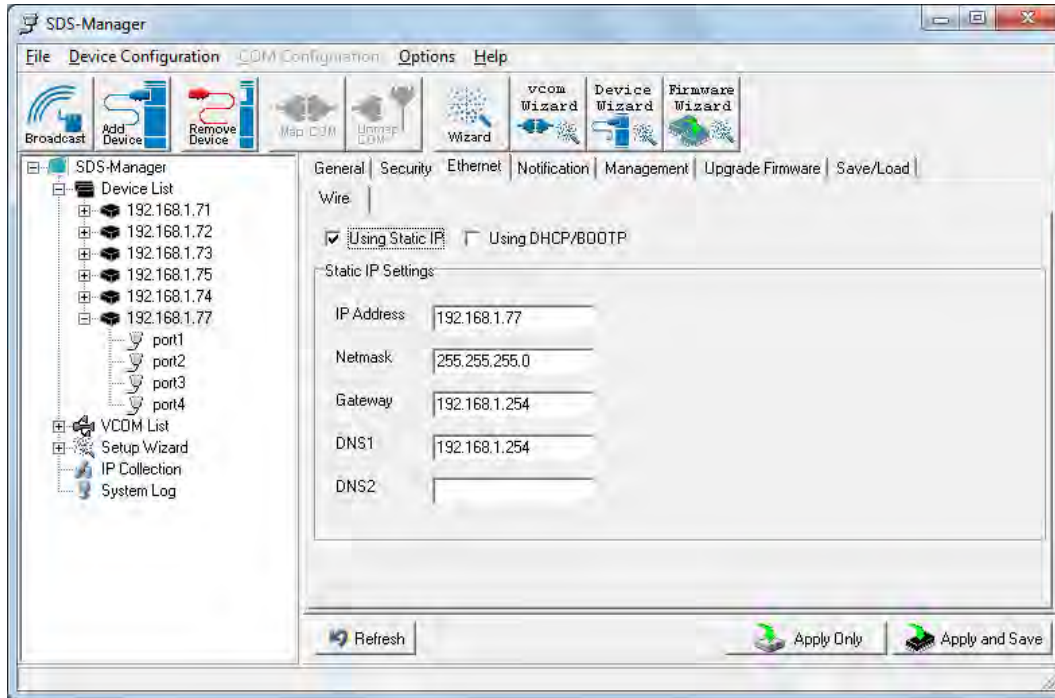 SDS-Manager
File Device Configuration COM Configuration Options Help
Broadcast
Add Device
Remove Device
Map COM
Unmap COM
Wizard
vcom Wizard
Device Wizard
Firmware Wizard
SDS-Manager
Device List
192.168.1.71
192.168.1.72
192.168.1.73
192.168.1.75
192.168.1.74
192.168.1.77
port1
port2
port3
port4
VCOM List
Setup Wizard
IP Collection
System Log
General Security Ethernet Notification Management Upgrade Firmware Save/Load
Wire
Using Static IP Using DHCP/BOOTP
Static IP Settings
IP Address 192.168.1.77
Netmask 255.255.255.0
Gateway 192.168.1.254
DNS1 192.168.1.254
DNS2
Refresh Apply Only Apply and Save